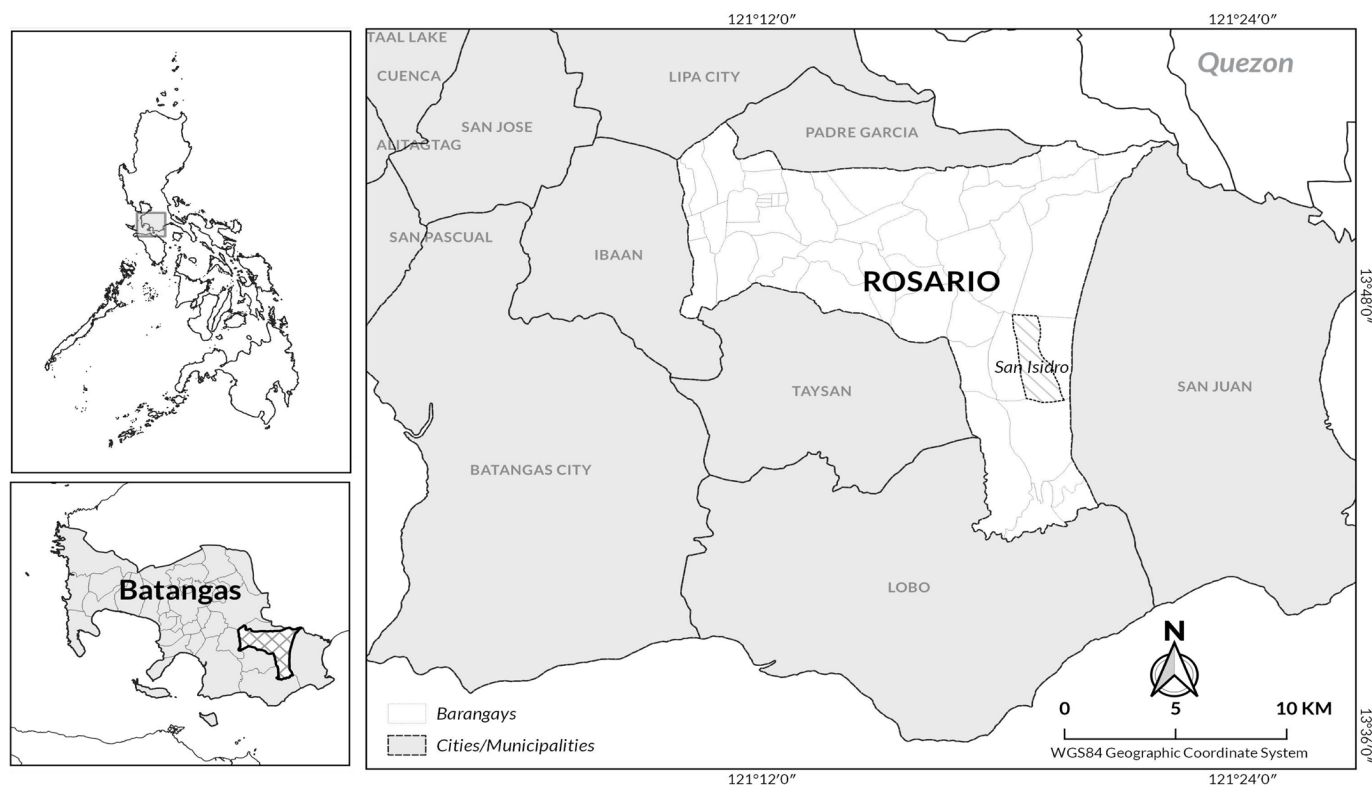 121°12′0″
121°24′0″
TAAL LAKE
CUENCA
LIPA CITY
Quezon
SAN JOSE
PADRE GARCIA
ALITAGTAG
SAN PASCUAL
IBAAN
ROSARIO
13°48′0″
San Isidro
TAYSAN
SAN JUAN
BATANGAS CITY
Batangas
LOBO
N
0
5
10 KM
WGS84 Geographic Coordinate System
Barangays
Cities/Municipalities
13°36′0″
121°12′0″
121°24′0″